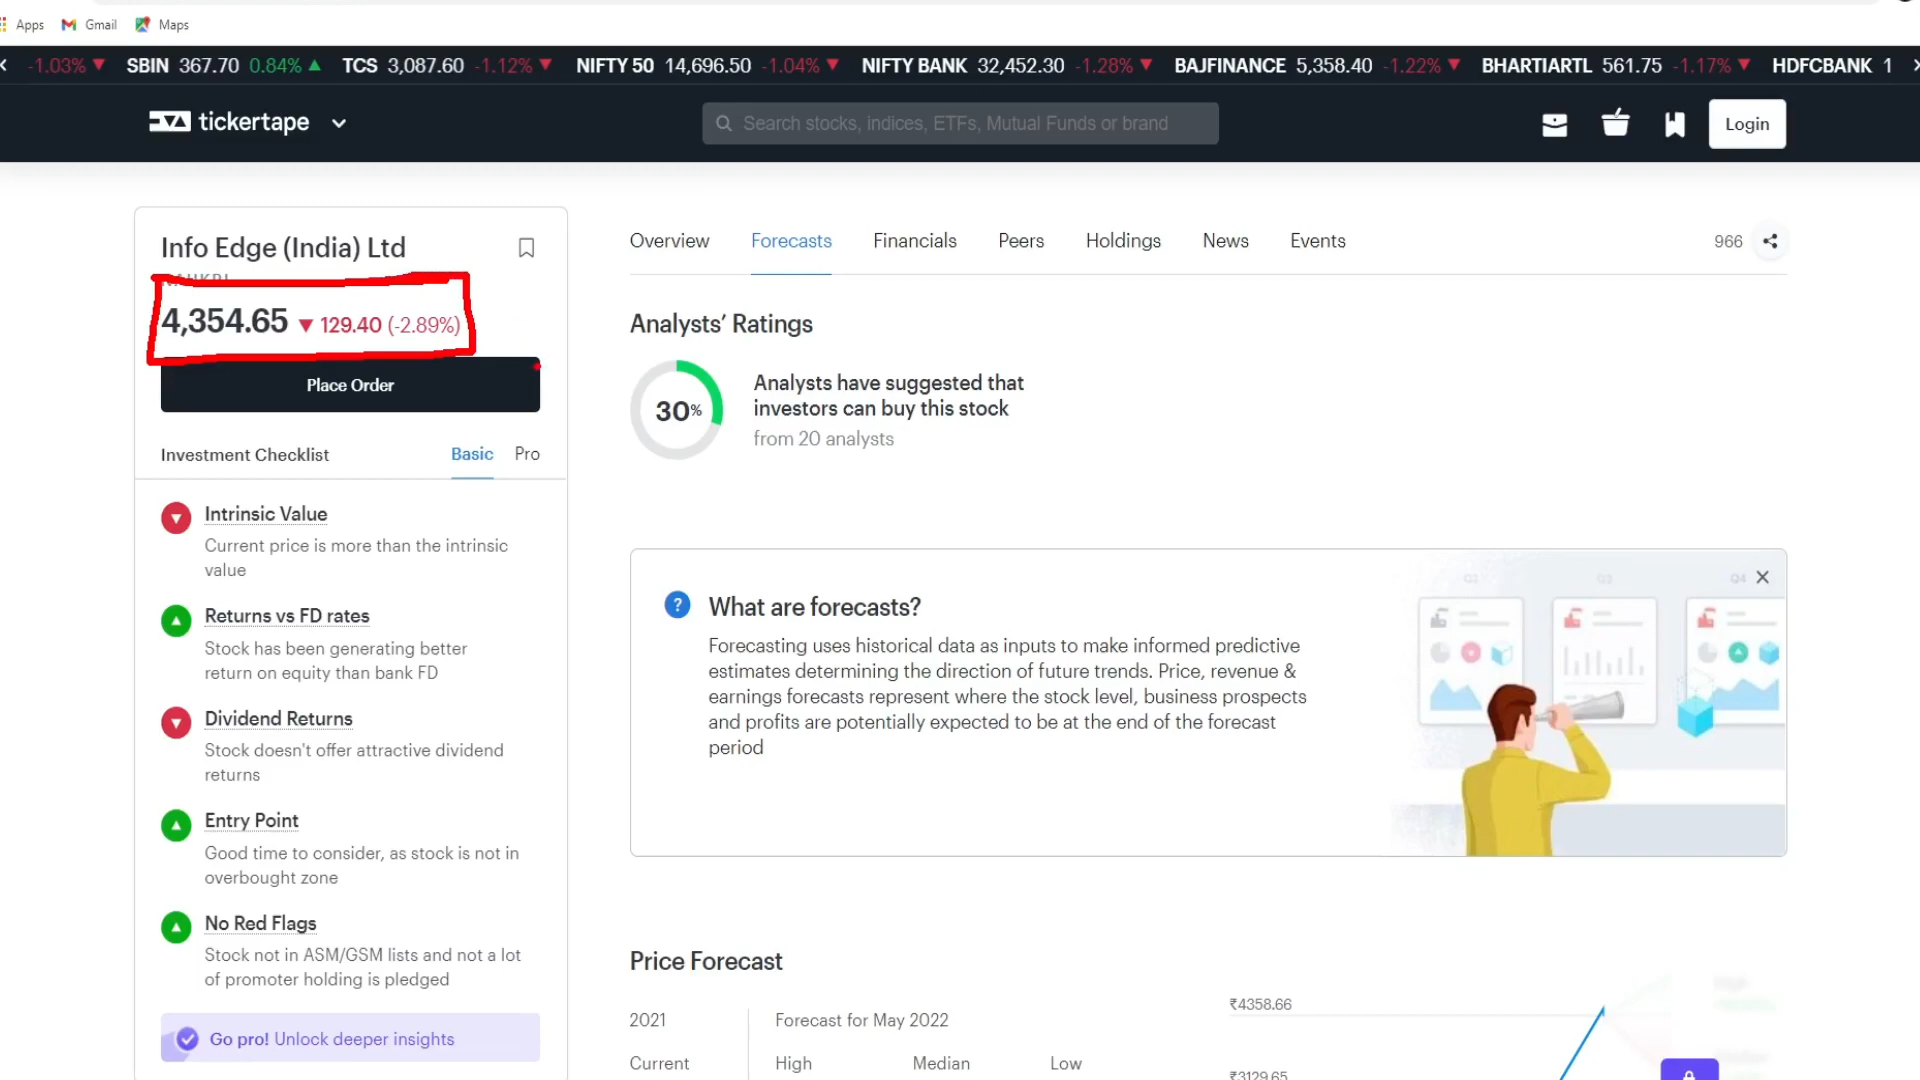 Apps Gmail Maps
-1.03% ▼ SBIN 367.70 0.84% ▲ TCS 3,087.60 -1.12% ▼ NIFTY 50 14,696.50 -1.04% ▼ NIFTY BANK 32,452.30 -1.28% ▼ BAJFINANCE 5,358.40 -1.22% ▼ BHARTIARTL 561.75 -1.17% ▼ HDFCBANK 1
tickertape
Search stocks, indices, ETFs, Mutual Funds or brand
Login
Info Edge (India) Ltd
4,354.65 ▼ 129.40 (-2.89%)
Place Order
Investment Checklist Basic Pro
Intrinsic Value
Current price is more than the intrinsic
value
Returns vs FD rates
Stock has been generating better
return on equity than bank FD
Dividend Returns
Stock doesn't offer attractive dividend
returns
Entry Point
Good time to consider, as stock is not in
overbought zone
No Red Flags
Stock not in ASM/GSM lists and not a lot
of promoter holding is pledged
Go pro! Unlock deeper insights
Overview Forecasts Financials Peers Holdings News Events
966
Analysts' Ratings
30%
Analysts have suggested that
investors can buy this stock
from 20 analysts
? What are forecasts?
Forecasting uses historical data as inputs to make informed predictive
estimates determining the direction of future trends. Price, revenue &
earnings forecasts represent where the stock level, business prospects
and profits are potentially expected to be at the end of the forecast
period
Price Forecast
2021 Forecast for May 2022
Current High Median Low
₹4358.66
₹3129.65